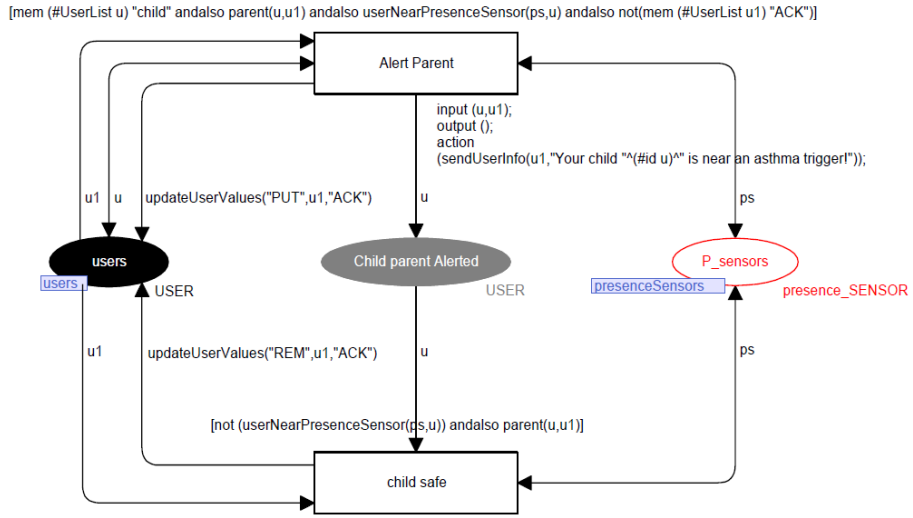 [mem (#UserList u) "child" andalso parent(u,u1) andalso userNearPresenceSensor(ps,u) andalso not(mem (#UserList u1) "ACK")]
Alert Parent
input (u,u1);
output ();
action
(sendUserInfo(u1,"Your child "^(#id u)^" is near an asthma trigger!"));
u1
u
updateUserValues("PUT",u1,"ACK")
u
ps
users
Child parent Alerted
P_sensors
users
USER
USER
presenceSensors
presence_SENSOR
u1
updateUserValues("REM",u1,"ACK")
u
ps
[not (userNearPresenceSensor(ps,u)) andalso parent(u,u1)]
child safe